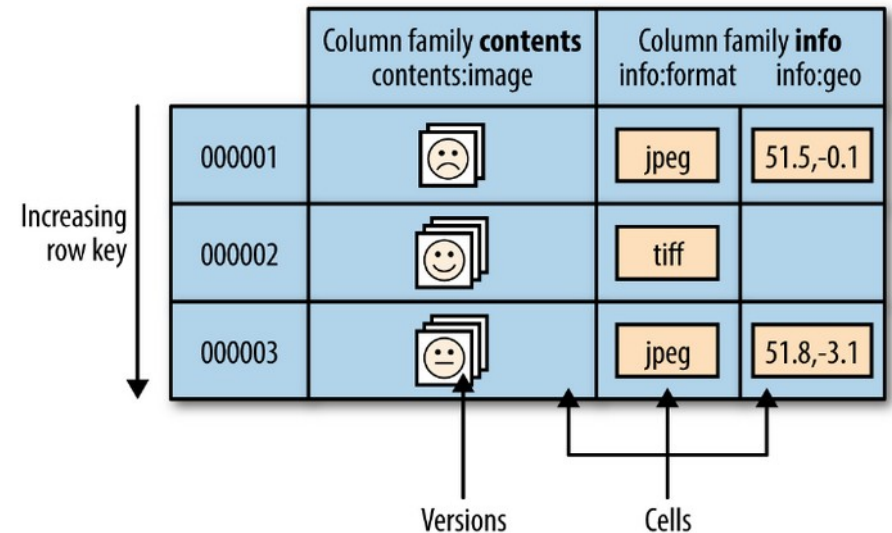 Column family contents
contents:image
Column family info
info:format info:geo
000001
jpeg
51.5,-0.1
Increasing
row key
000002
tiff
000003
jpeg
51.8,-3.1
Versions
Cells